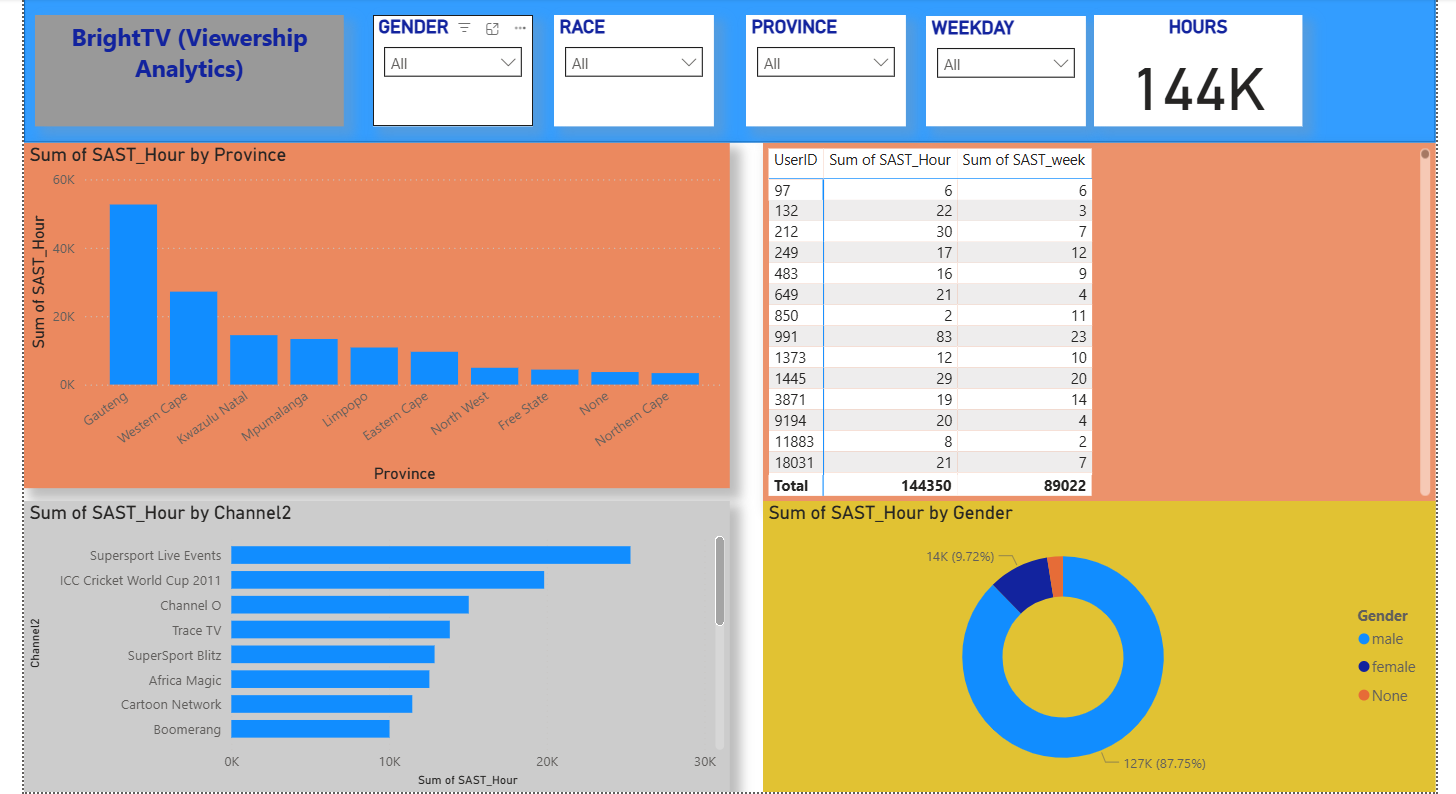 BrightTV (Viewership
Analytics)
GENDER
All
RACE
All
PROVINCE
All
WEEKDAY
All
HOURS
144K
Sum of SAST_Hour by Province
Sum of SAST_Hour
60K
40K
20K
0K
Gauteng
Western Cape
Kwazulu Natal
Mpumalanga
Limpopo
Eastern Cape
North West
Free State
None
Northern Cape
Province
UserID Sum of SAST_Hour Sum of SAST_week
97 6 6
132 22 3
212 30 7
249 17 12
483 16 9
649 21 4
850 2 11
991 83 23
1373 12 10
1445 29 20
3871 19 14
9194 20 4
11883 8 2
18031 21 7
Total 144350 89022
Sum of SAST_Hour by Channel2
Channel2
Supersport Live Events
ICC Cricket World Cup 2011
Channel O
Trace TV
SuperSport Blitz
Africa Magic
Cartoon Network
Boomerang
0K 10K 20K 30K
Sum of SAST_Hour
Sum of SAST_Hour by Gender
14K (9.72%)
127K (87.75%)
Gender
male
female
None